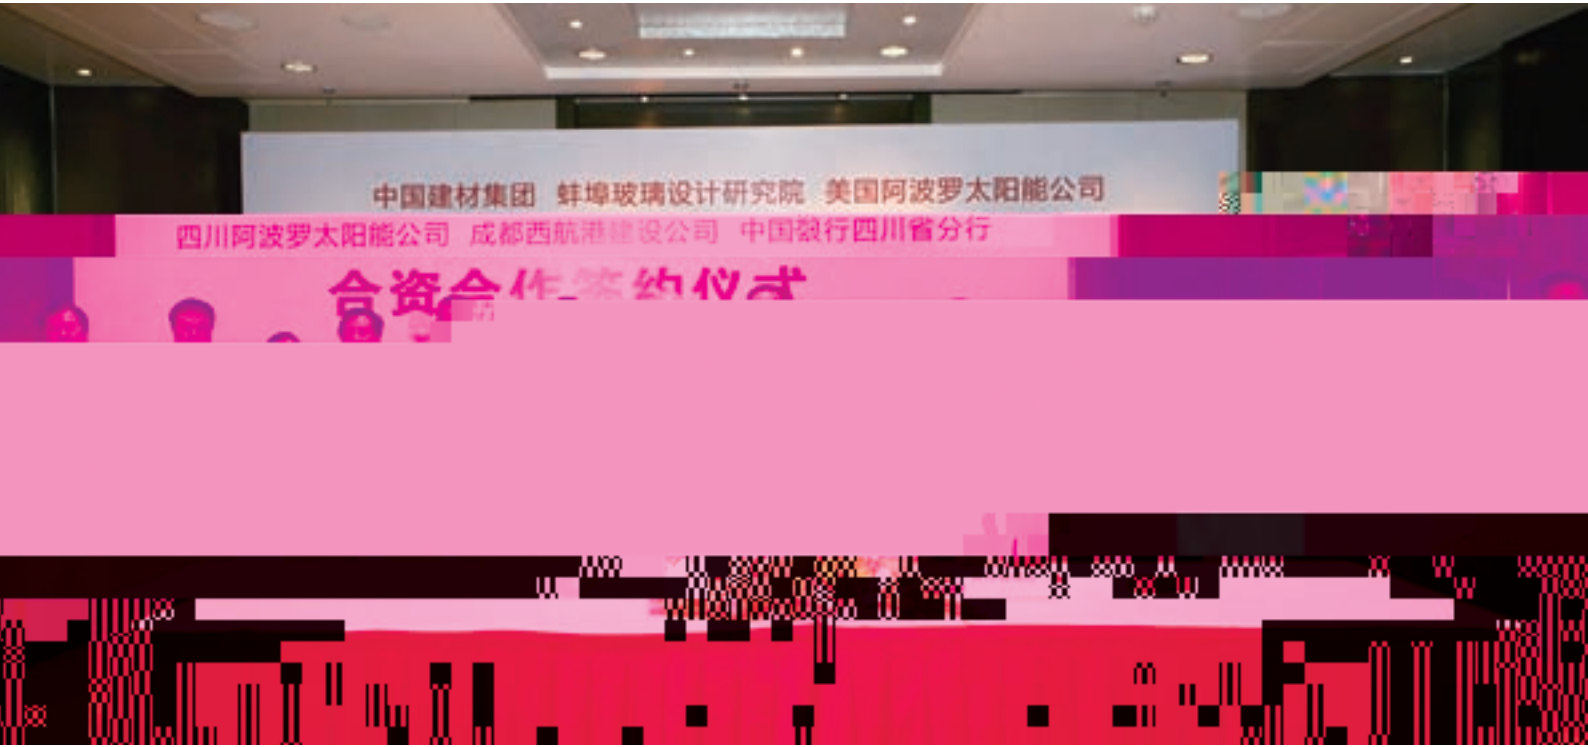 中国建材集团 蚌埠玻璃设计研究院 美国阿波罗太阳能公司
四川阿波罗太阳能公司 成都西航港建设公司 中国银行四川省分行
合资合作签约仪式